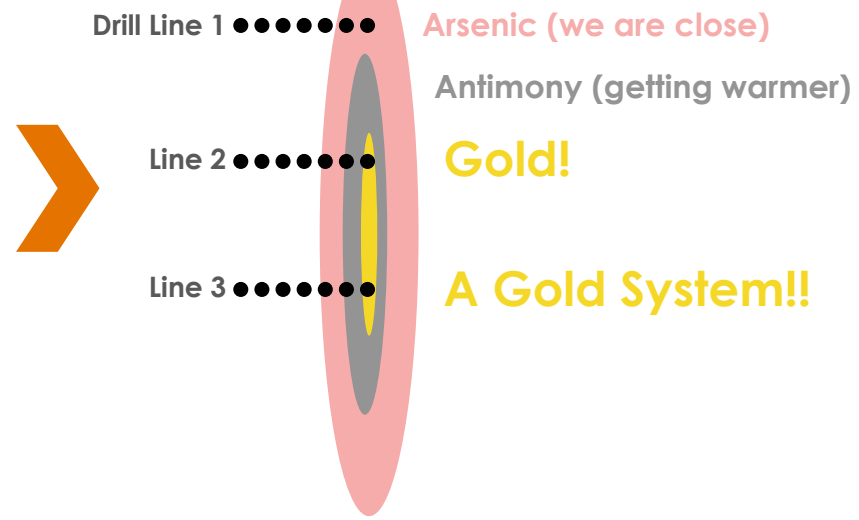 Drill Line 1
Arsenic (we are close)
Antimony (getting warmer)
Line 2
Gold!
Line 3
A Gold System!!